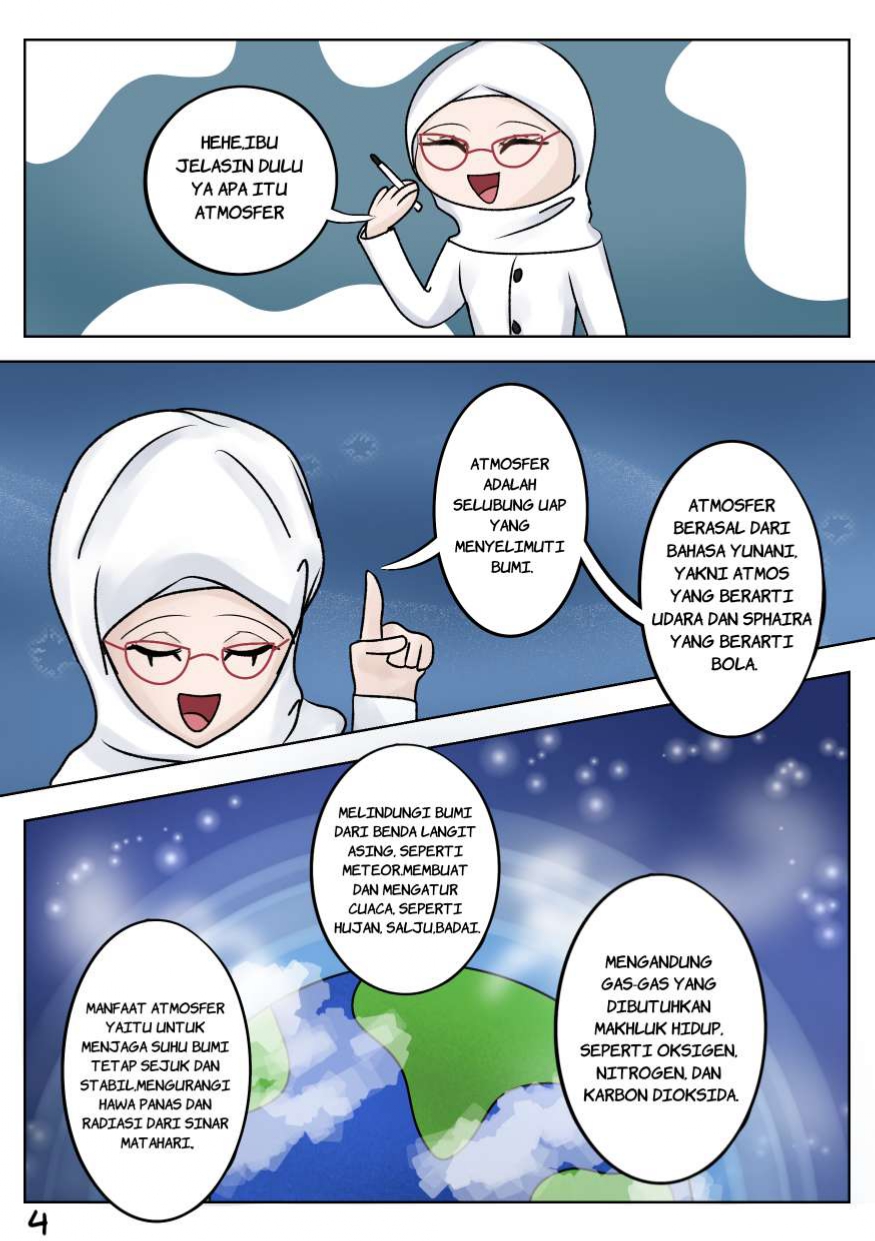 HEHE,IBU
JELASIN DULU
YA APA ITU
ATMOSFER
ATMOSFER
ADALAH
SELUBUNG UAP
YANG
MENYELIMUTI
BUMI.
ATMOSFER
BERASAL DARI
BAHASA YUNANI,
YAKNI ATMOS
YANG BERARTI
UDARA DAN SPHAIRA
YANG BERARTI
BOLA.
MELINDUNGI BUMI
DARI BENDA LANGIT
ASING, SEPERTI
METEOR,MEMBUAT
DAN MENGATUR
CUACA, SEPERTI
HUJAN, SALJU,BADAI.
MANFAAT ATMOSFER
YAITU UNTUK
MENJAGA SUHU BUMI
TETAP SEJUK DAN
STABIL,MENGURANGI
HAWA PANAS DAN
RADIASI DARI SINAR
MATAHARI,
MENGANDUNG
GAS-GAS YANG
DIBUTUHKAN
MAKHLUK HIDUP,
SEPERTI OKSIGEN,
NITROGEN, DAN
KARBON DIOKSIDA.
4